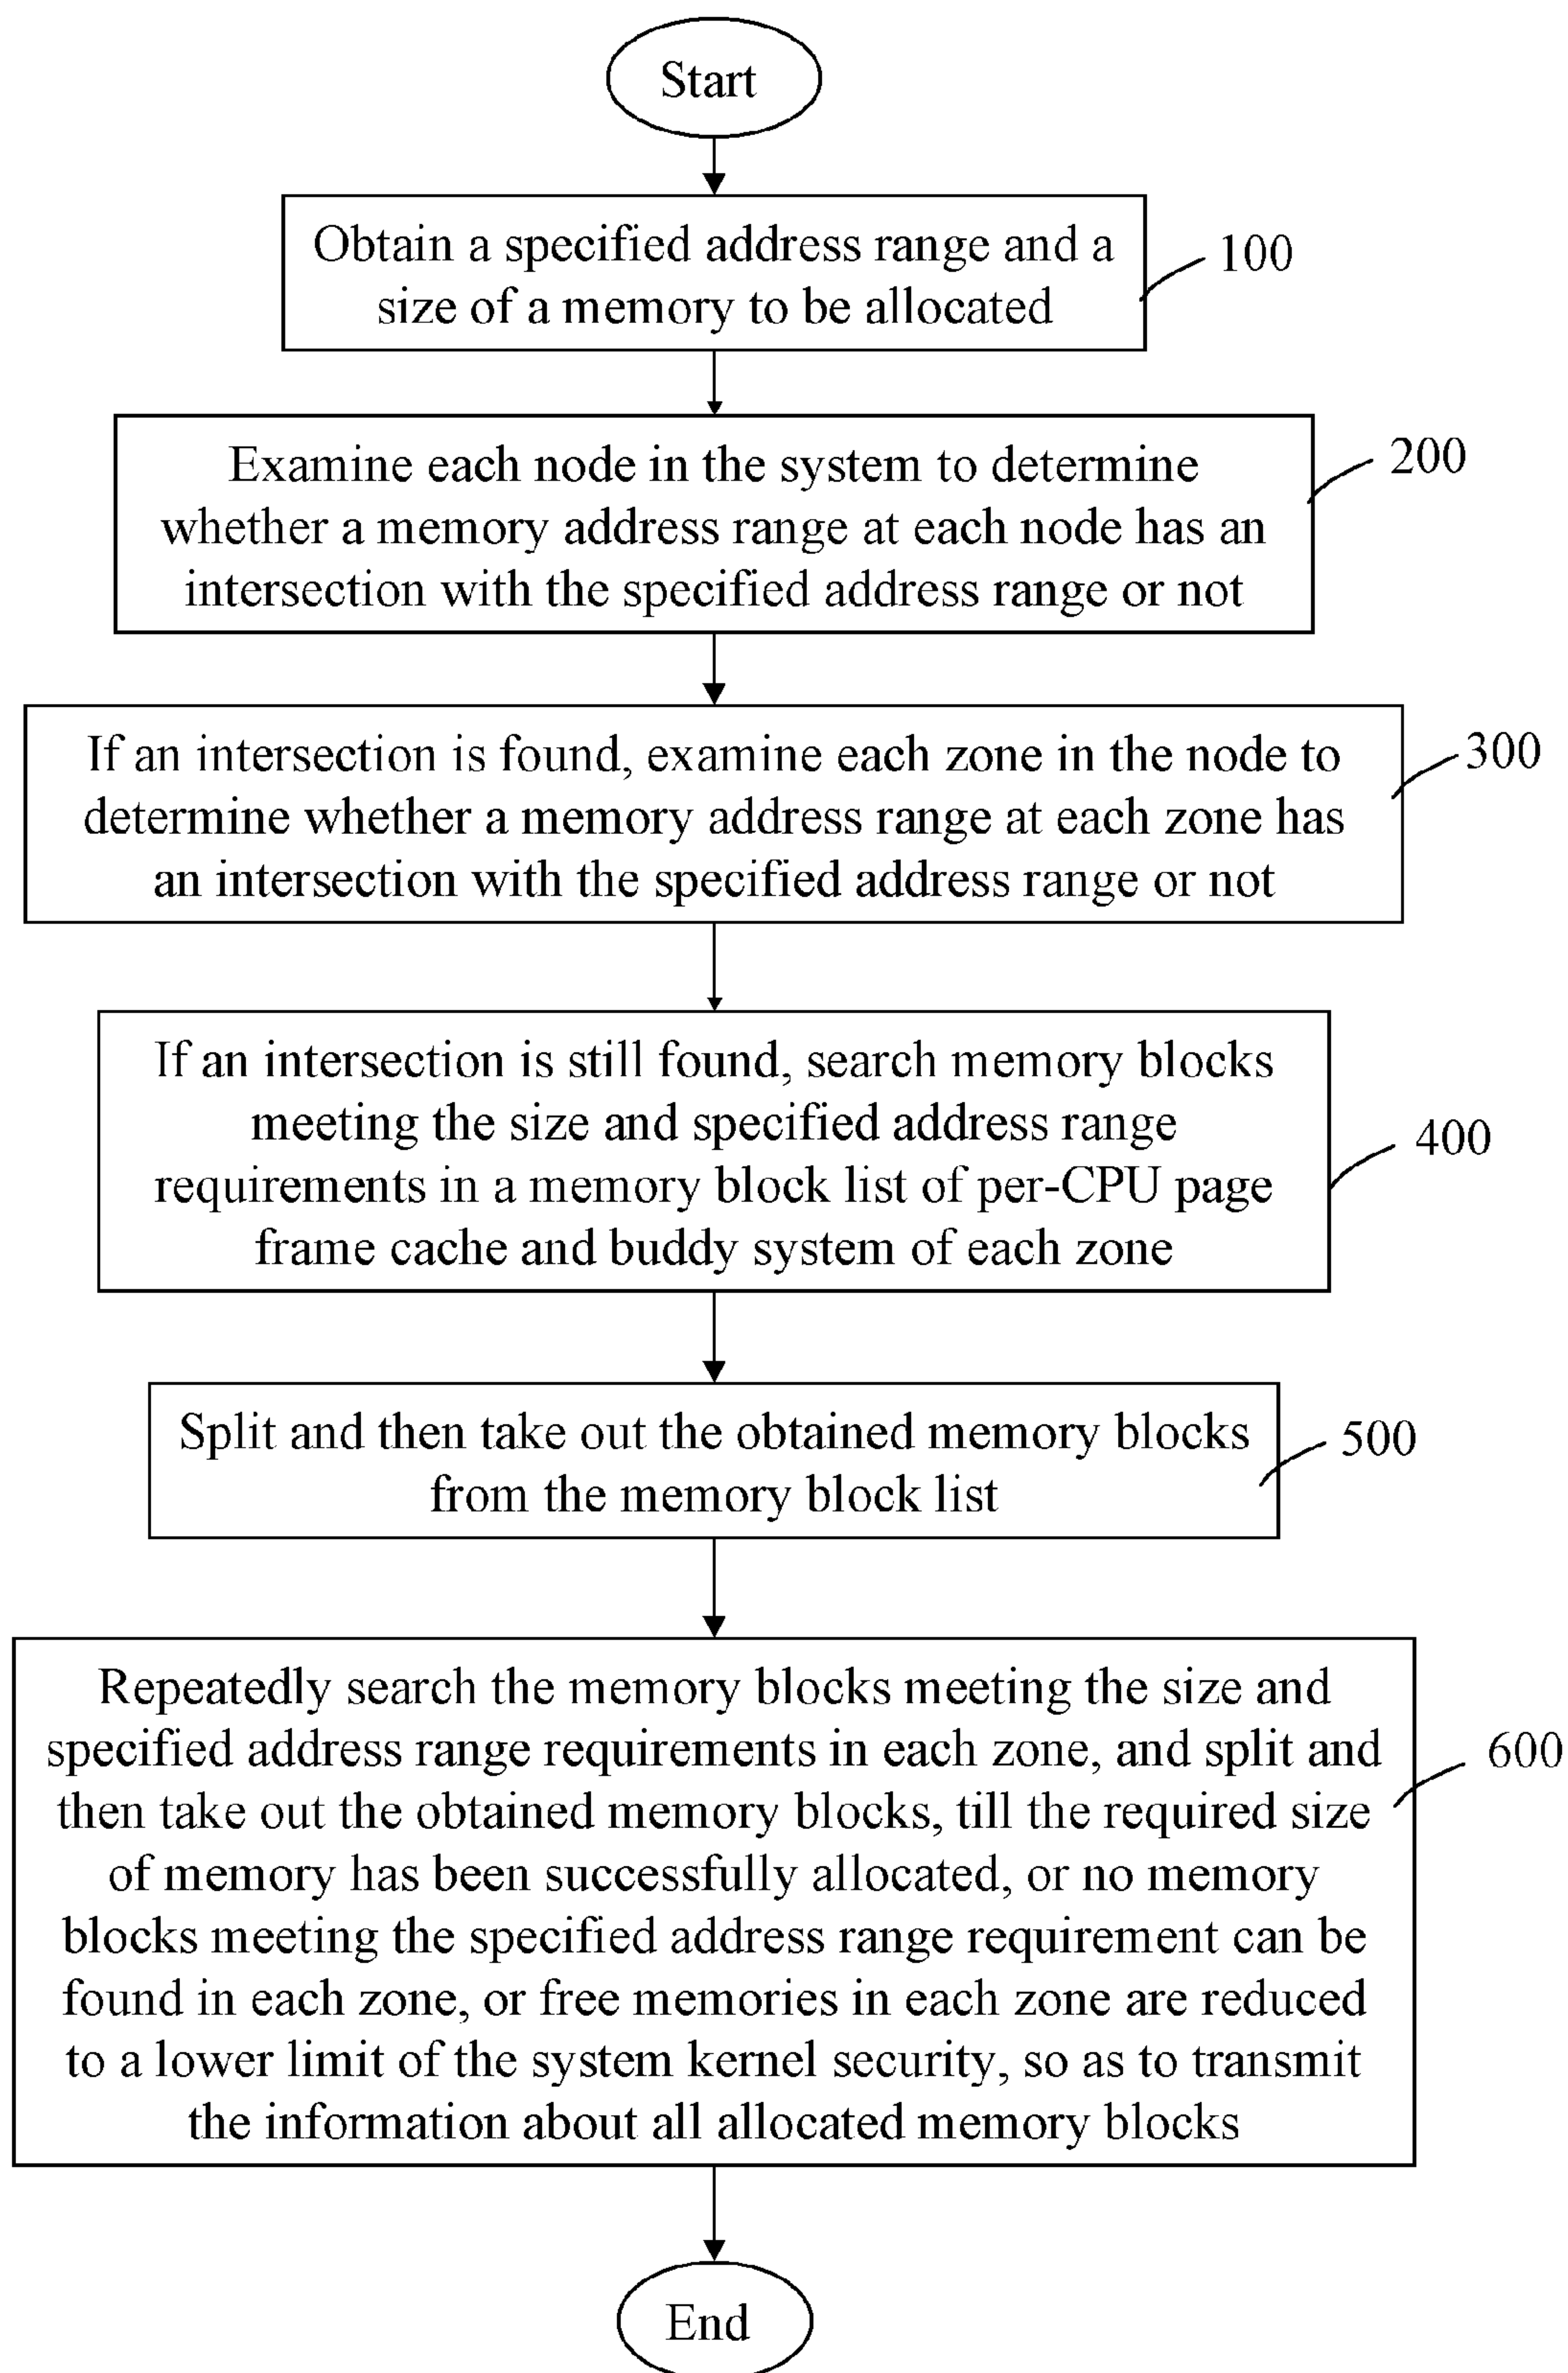 Start
Obtain a specified address range and a
size of a memory to be allocated
100
Examine each node in the system to determine
whether a memory address range at each node has an
intersection with the specified address range or not
200
If an intersection is found, examine each zone in the node to
determine whether a memory address range at each zone has
an intersection with the specified address range or not
300
If an intersection is still found, search memory blocks
meeting the size and specified address range
requirements in a memory block list of per-CPU page
frame cache and buddy system of each zone
400
Split and then take out the obtained memory blocks
from the memory block list
500
Repeatedly search the memory blocks meeting the size and
specified address range requirements in each zone, and split and
then take out the obtained memory blocks, till the required size
of memory has been successfully allocated, or no memory
blocks meeting the specified address range requirement can be
found in each zone, or free memories in each zone are reduced
to a lower limit of the system kernel security, so as to transmit
the information about all allocated memory blocks
600
End